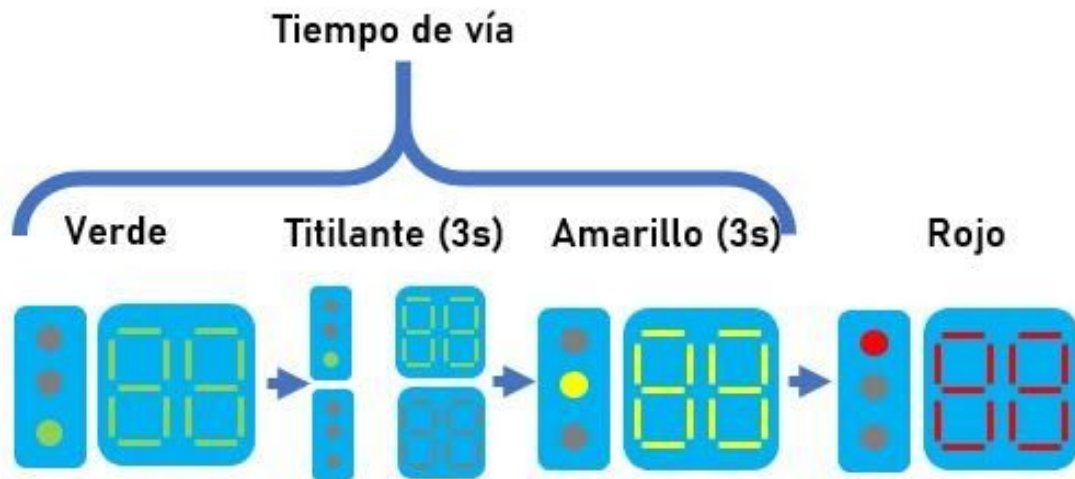 Tiempo de vía
Verde
Titilante (3s)
Amarillo (3s)
Rojo